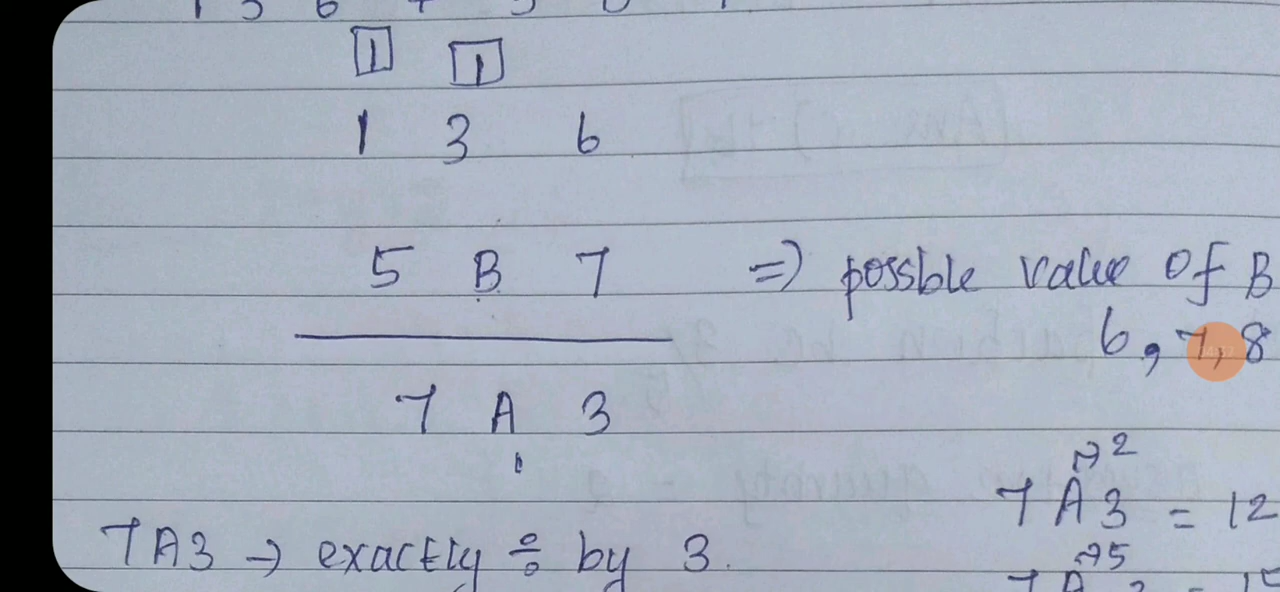 1 1
1 3 6
5 B 7 => possble value of B
6, 7, 8
7 A 3
→2
7 A 3 = 12
7A3 → exactly ÷ by 3.
→5